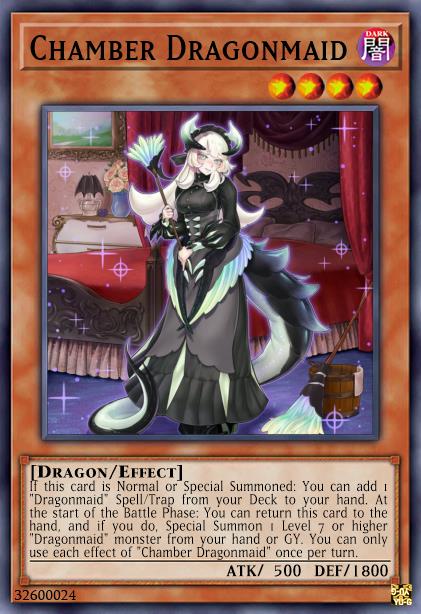 CHAMBER DRAGONMAID
DARK
闇
[DRAGON/EFFECT]
If this card is Normal or Special Summoned: You can add 1
"Dragonmaid" Spell/Trap from your Deck to your hand. At
the start of the Battle Phase: You can return this card to the
hand, and if you do, Special Summon 1 Level 7 or higher
"Dragonmaid" monster from your hand or GY. You can only
use each effect of "Chamber Dragonmaid" once per turn.
ATK/ 500 DEF/1800
32600024